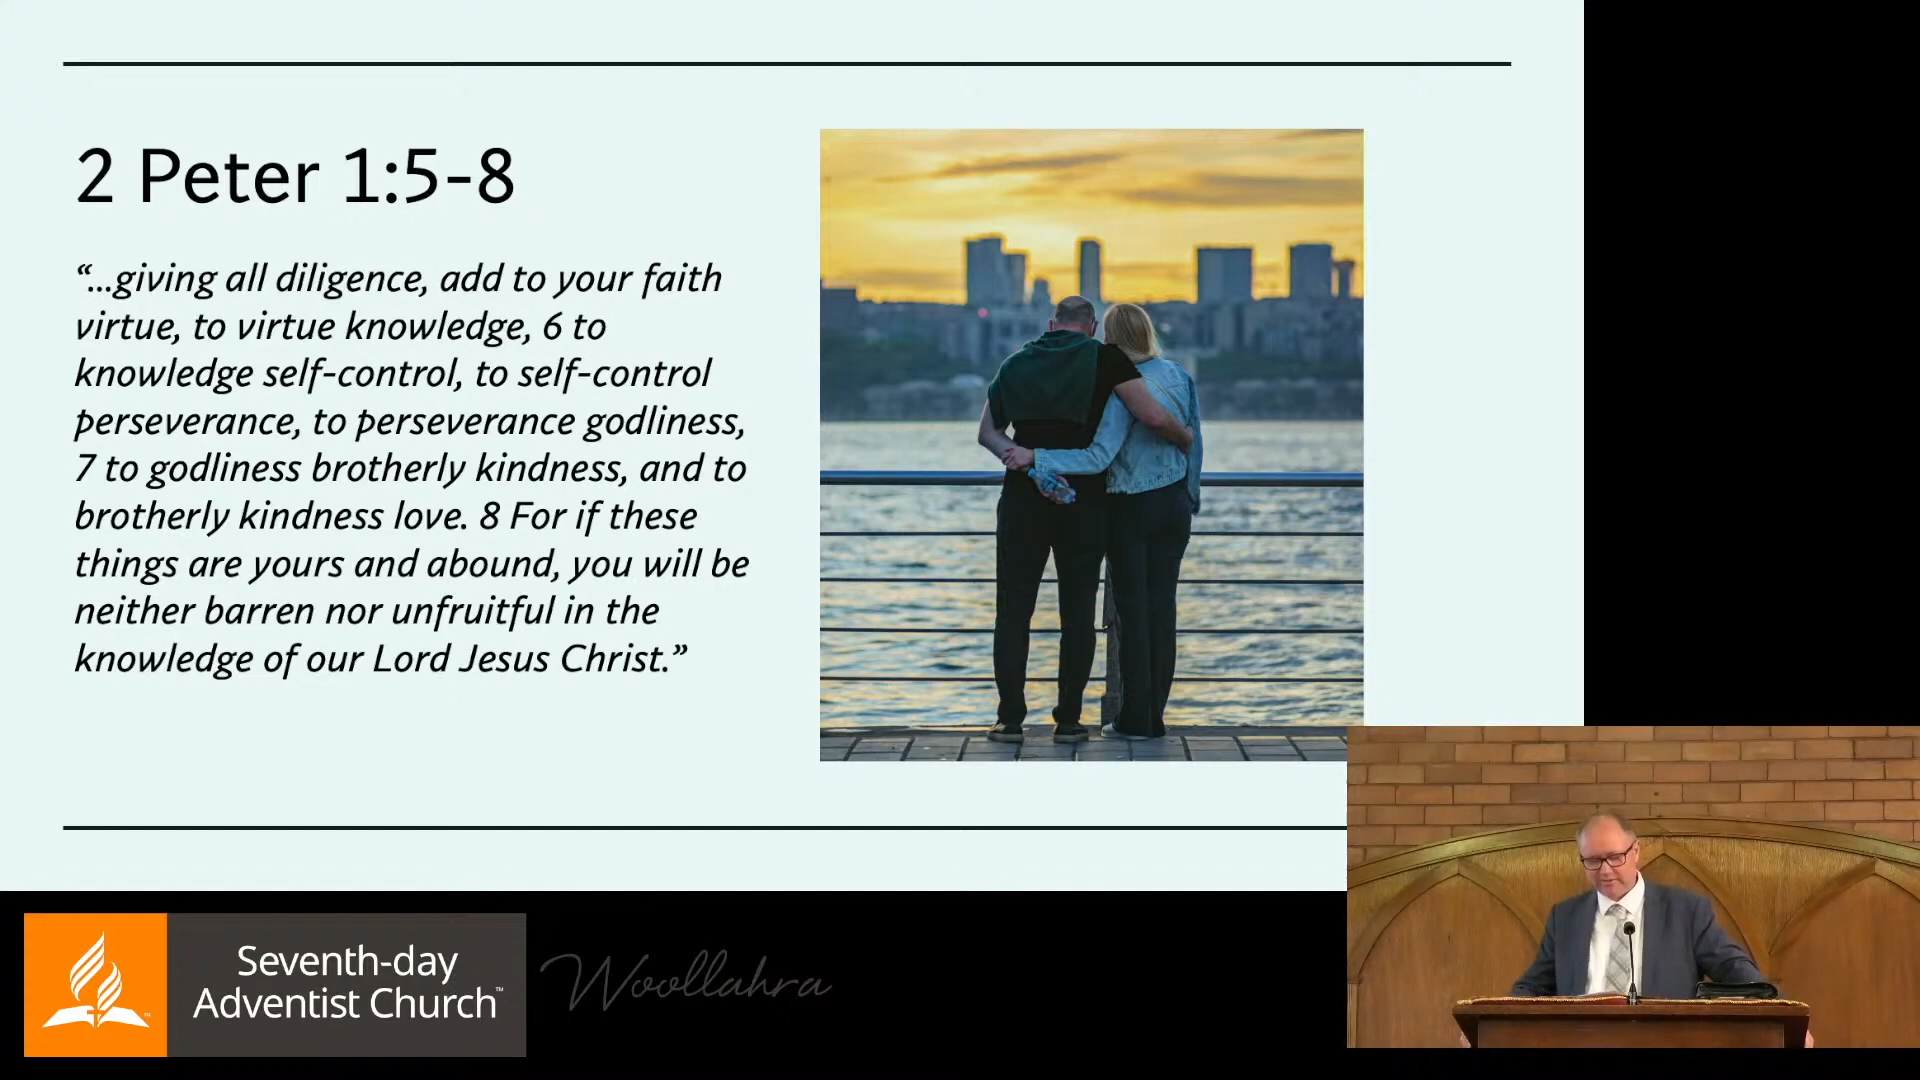 2 Peter 1:5-8
“...giving all diligence, add to your faith
virtue, to virtue knowledge, 6 to
knowledge self-control, to self-control
perseverance, to perseverance godliness,
7 to godliness brotherly kindness, and to
brotherly kindness love. 8 For if these
things are yours and abound, you will be
neither barren nor unfruitful in the
knowledge of our Lord Jesus Christ.”
Seventh-day
Adventist Church™
Woollahra